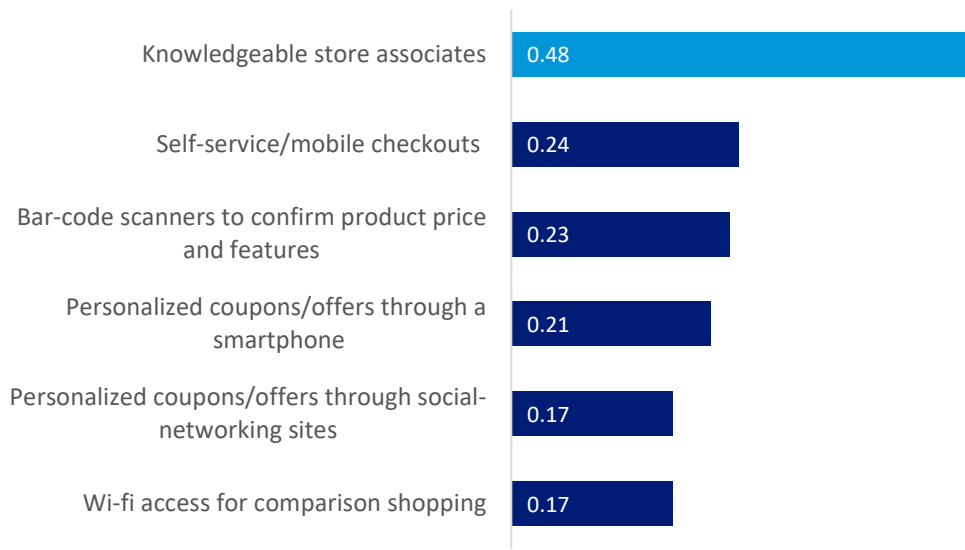 Knowledgeable store associates
0.48
Self-service/mobile checkouts
0.24
Bar-code scanners to confirm product price
and features
0.23
Personalized coupons/offers through a
smartphone
0.21
Personalized coupons/offers through social-
networking sites
0.17
Wi-fi access for comparison shopping
0.17